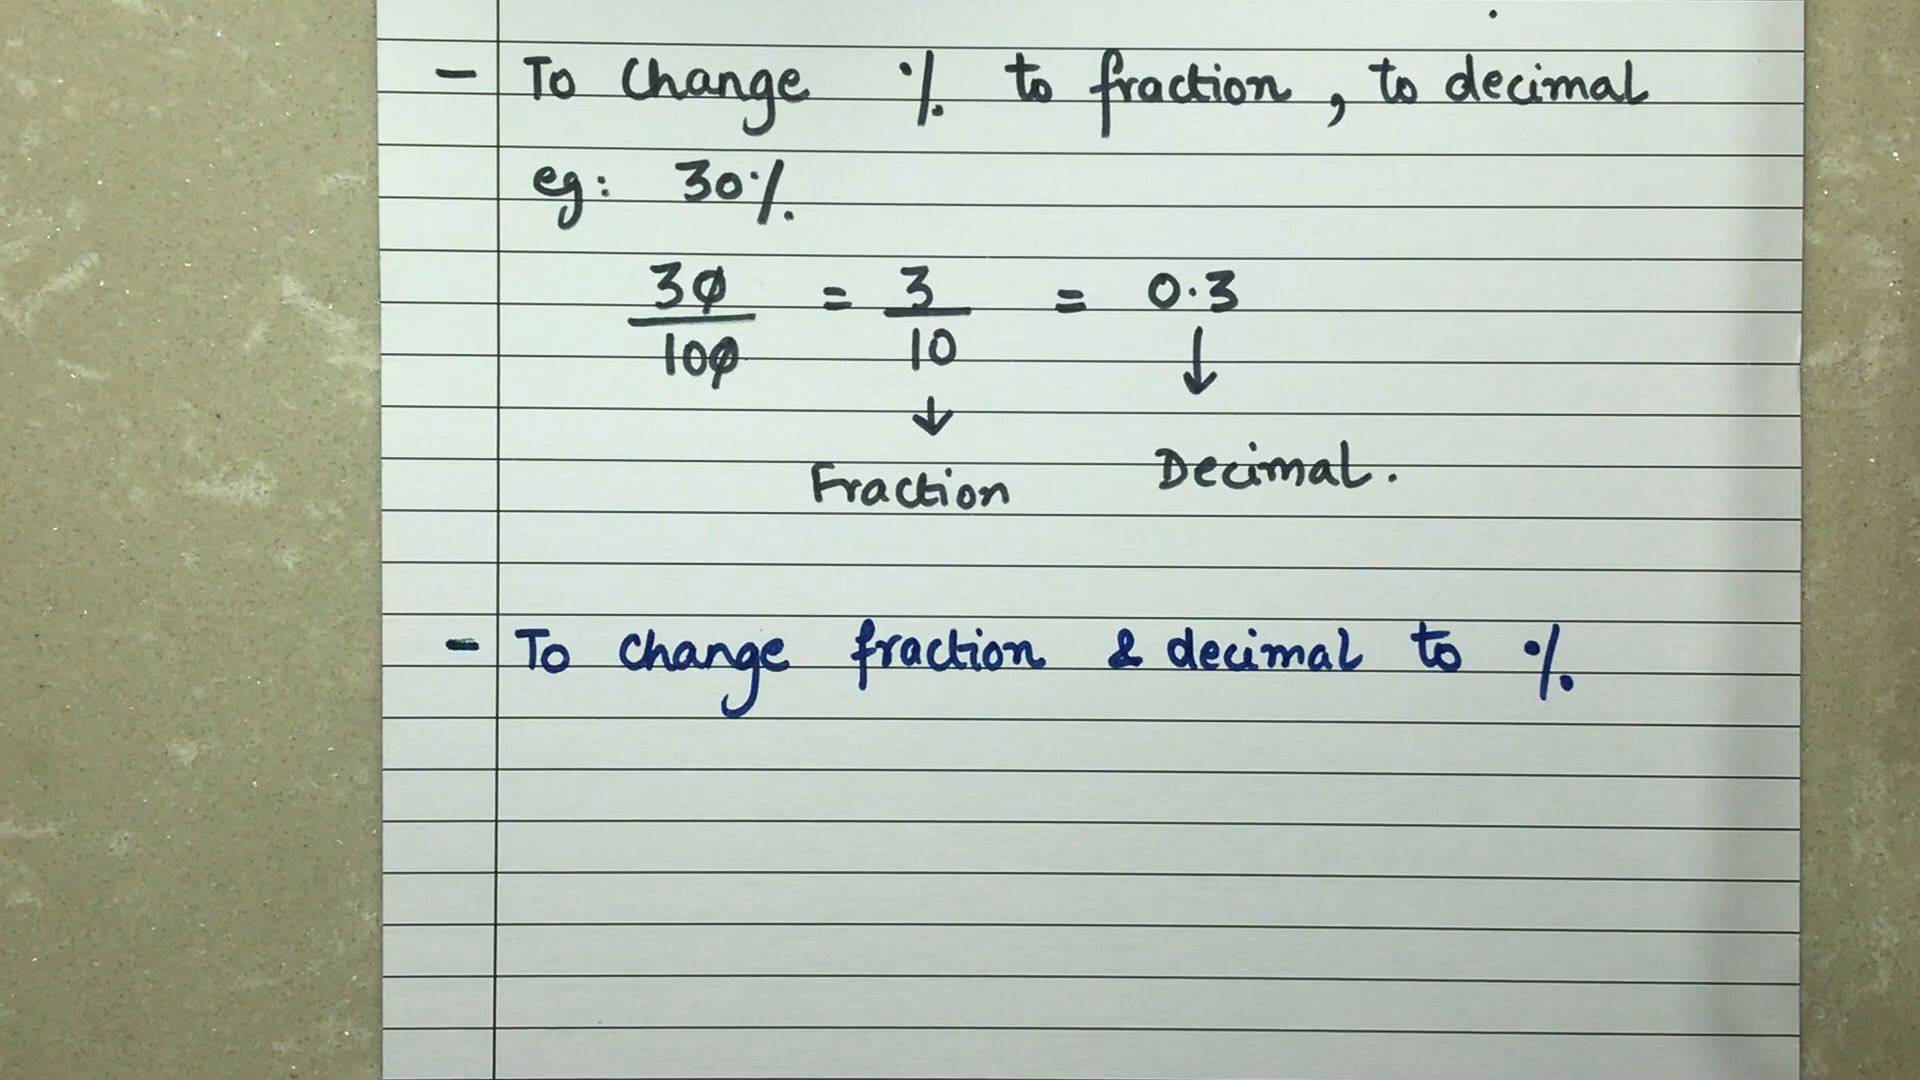 - To change % to fraction, to decimal
eg: 30%.
30/100 = 3/10 = 0.3
↓ ↓
Fraction Decimal.
- To change fraction & decimal to %